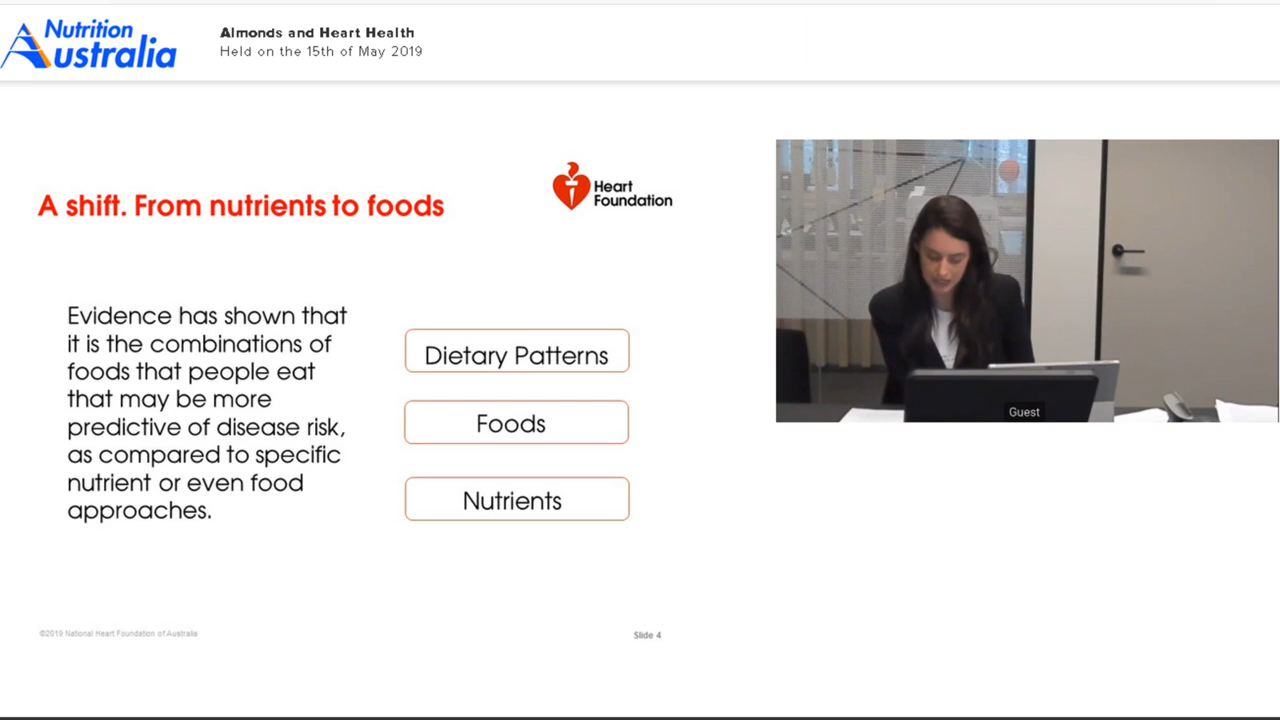 Nutrition
Australia
Almonds and Heart Health
Held on the 15th of May 2019
A shift. From nutrients to foods
Heart
Foundation
Evidence has shown that
it is the combinations of
foods that people eat
that may be more
predictive of disease risk,
as compared to specific
nutrient or even food
approaches.
Dietary Patterns
Foods
Nutrients
Guest
©2019 National Heart Foundation of Australia
Slide 4